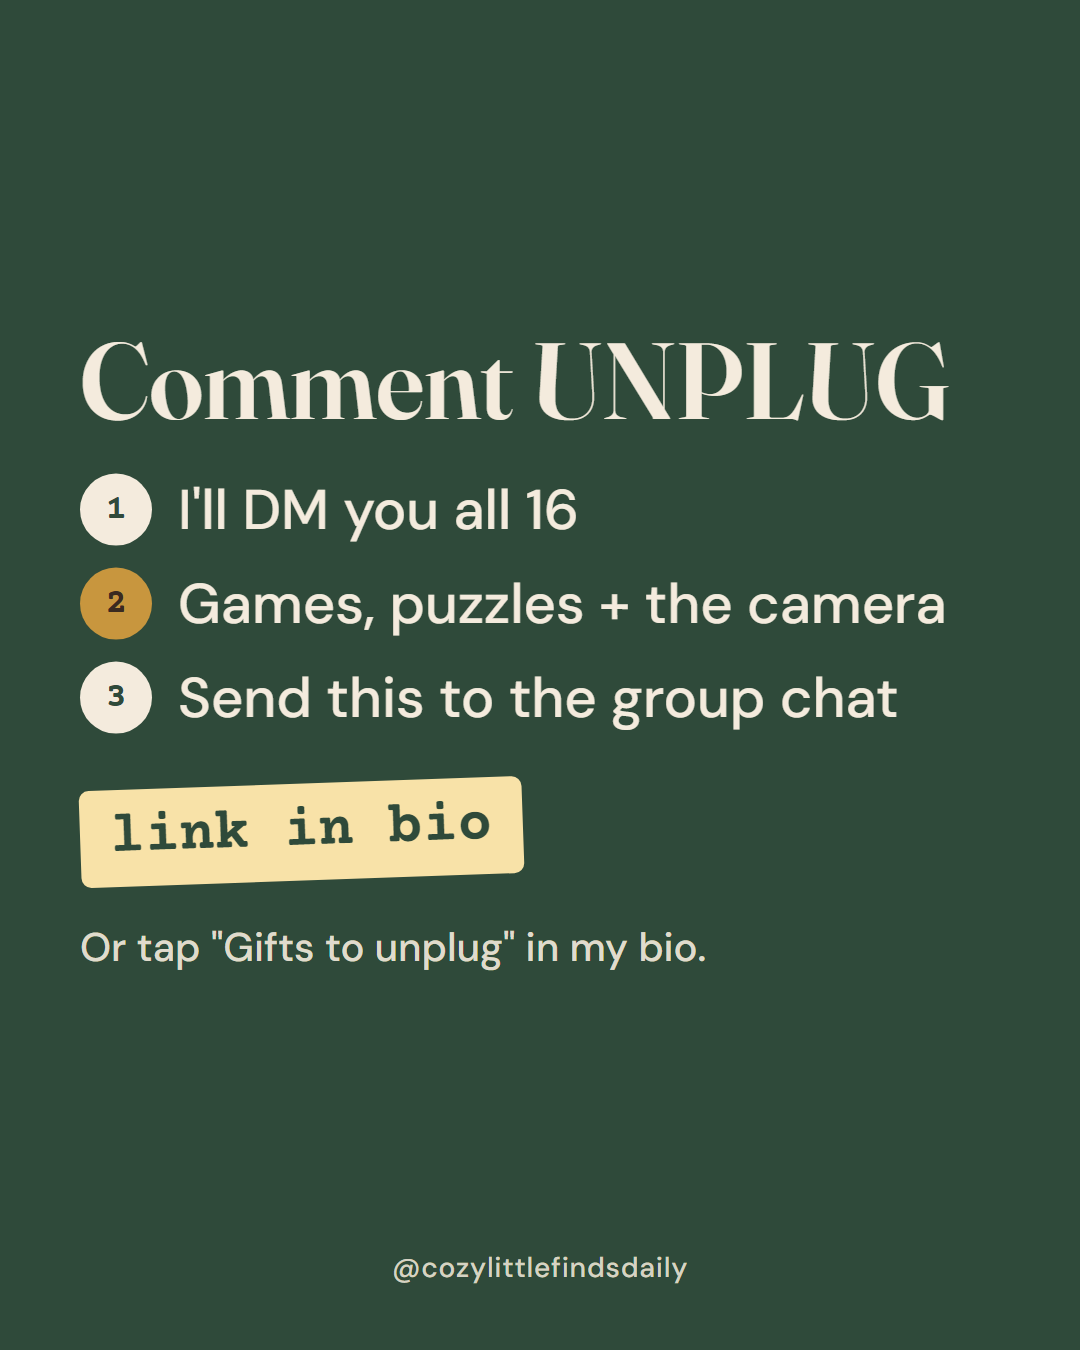 Comment UNPLUG
1 I'll DM you all 16
2 Games, puzzles + the camera
3 Send this to the group chat
link in bio
Or tap "Gifts to unplug" in my bio.
@cozylittlefindsdaily